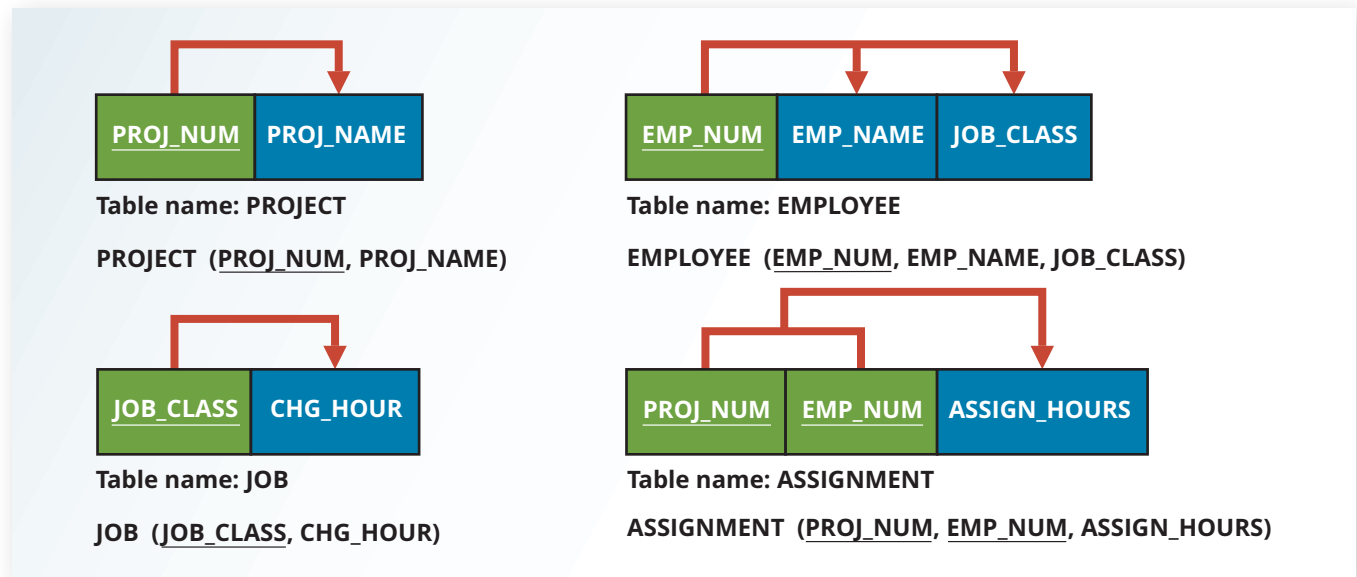 PROJ_NUM PROJ_NAME
Table name: PROJECT
PROJECT (PROJ_NUM, PROJ_NAME)
EMP_NUM EMP_NAME JOB_CLASS
Table name: EMPLOYEE
EMPLOYEE (EMP_NUM, EMP_NAME, JOB_CLASS)
JOB_CLASS CHG_HOUR
Table name: JOB
JOB (JOB_CLASS, CHG_HOUR)
PROJ_NUM EMP_NUM ASSIGN_HOURS
Table name: ASSIGNMENT
ASSIGNMENT (PROJ_NUM, EMP_NUM, ASSIGN_HOURS)